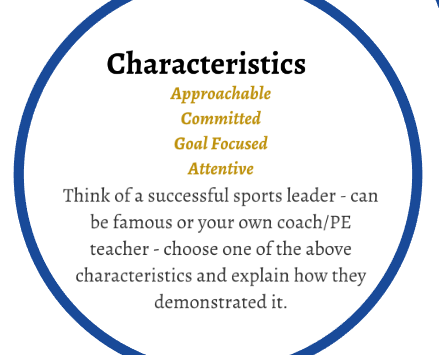 Characteristics
Approachable
Committed
Goal Focused
Attentive
Think of a successful sports leader - can
be famous or your own coach/PE
teacher - choose one of the above
characteristics and explain how they
demonstrated it.